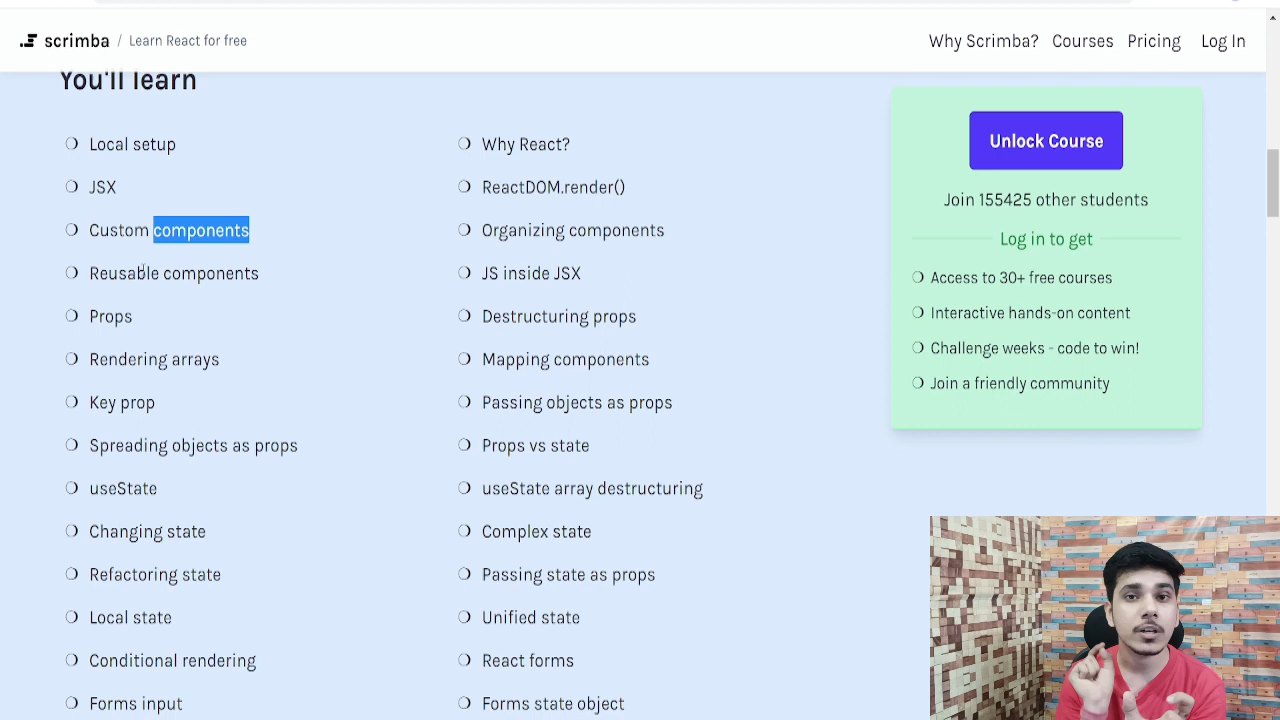 scrimba / Learn React for free
Why Scrimba? Courses Pricing Log In
You'll learn
Local setup
JSX
Custom components
Reusable components
Props
Rendering arrays
Key prop
Spreading objects as props
useState
Changing state
Refactoring state
Local state
Conditional rendering
Forms input
Why React?
ReactDOM.render()
Organizing components
JS inside JSX
Destructuring props
Mapping components
Passing objects as props
Props vs state
useState array destructuring
Complex state
Passing state as props
Unified state
React forms
Forms state object
Unlock Course
Join 155425 other students
Log in to get
Access to 30+ free courses
Interactive hands-on content
Challenge weeks - code to win!
Join a friendly community